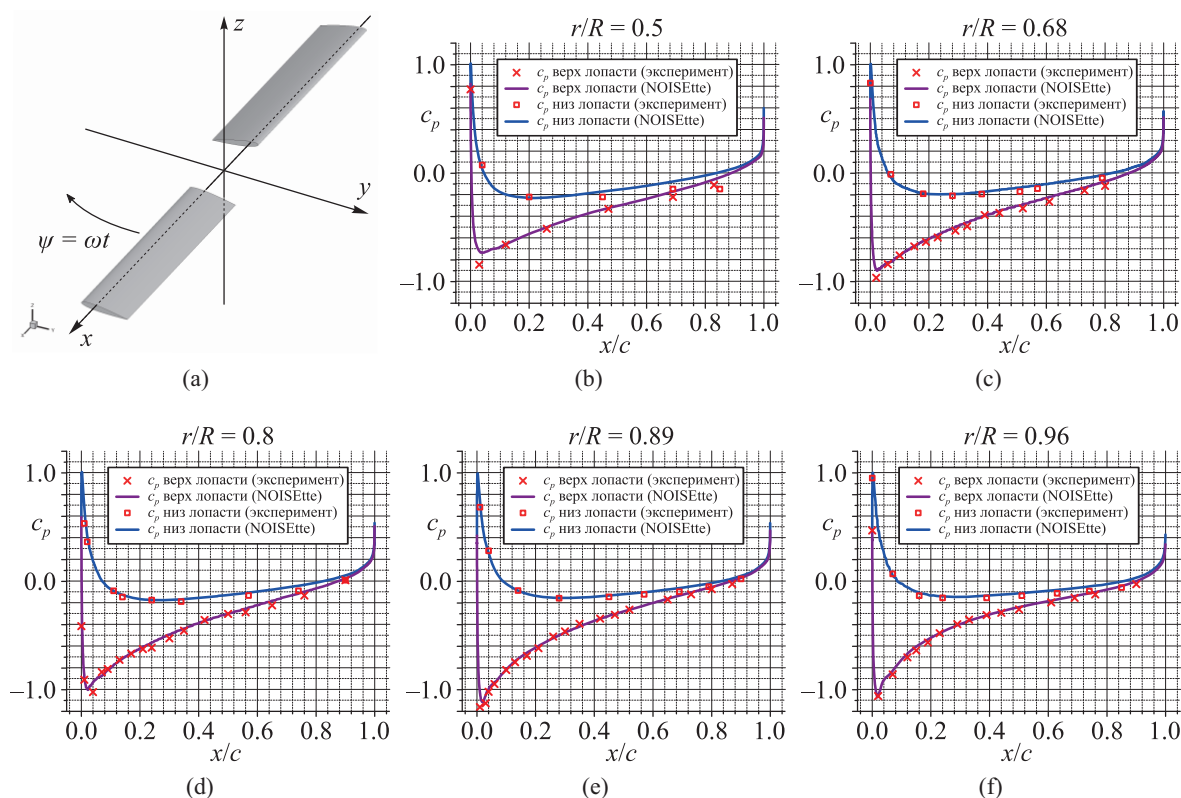 z
y
ψ = ωt
x
(a)
r/R = 0.5
c_p верх лопасти (эксперимент)
c_p верх лопасти (NOISEtte)
c_p низ лопасти (эксперимент)
c_p низ лопасти (NOISEtte)
c_p
1.0
0.0
−1.0
0.0 0.2 0.4 0.6 0.8 1.0
x/c
(b)
r/R = 0.68
c_p верх лопасти (эксперимент)
c_p верх лопасти (NOISEtte)
c_p низ лопасти (эксперимент)
c_p низ лопасти (NOISEtte)
c_p
1.0
0.0
−1.0
0.0 0.2 0.4 0.6 0.8 1.0
x/c
(c)
r/R = 0.8
c_p верх лопасти (эксперимент)
c_p верх лопасти (NOISEtte)
c_p низ лопасти (эксперимент)
c_p низ лопасти (NOISEtte)
c_p
1.0
0.0
−1.0
0.0 0.2 0.4 0.6 0.8 1.0
x/c
(d)
r/R = 0.89
c_p верх лопасти (эксперимент)
c_p верх лопасти (NOISEtte)
c_p низ лопасти (эксперимент)
c_p низ лопасти (NOISEtte)
c_p
1.0
0.0
−1.0
0.0 0.2 0.4 0.6 0.8 1.0
x/c
(e)
r/R = 0.96
c_p верх лопасти (эксперимент)
c_p верх лопасти (NOISEtte)
c_p низ лопасти (эксперимент)
c_p низ лопасти (NOISEtte)
c_p
1.0
0.0
−1.0
0.0 0.2 0.4 0.6 0.8 1.0
x/c
(f)